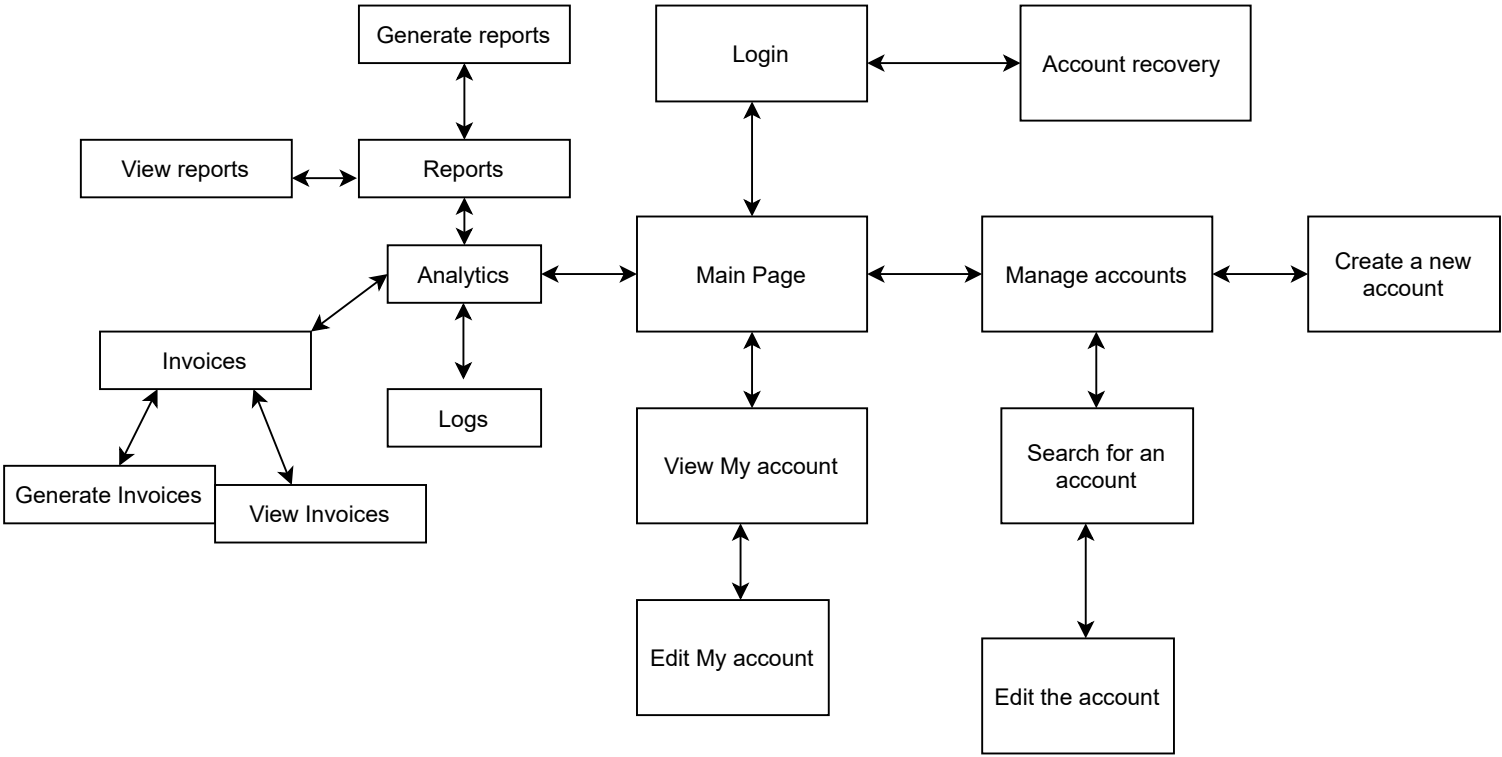 Generate reports
Login
Account recovery
View reports
Reports
Analytics
Main Page
Manage accounts
Create a new
account
Invoices
Logs
View My account
Search for an
account
Generate Invoices
View Invoices
Edit My account
Edit the account